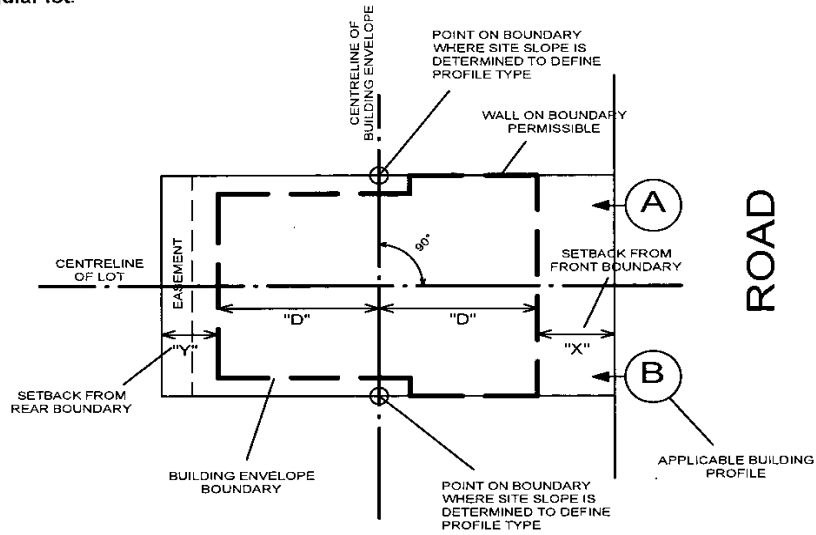 CENTRELINE OF
BUILDING ENVELOPE
POINT ON BOUNDARY
WHERE SITE SLOPE IS
DETERMINED TO DEFINE
PROFILE TYPE
WALL ON BOUNDARY
PERMISSIBLE
A
ROAD
90°
SETBACK FROM
FRONT BOUNDARY
CENTRELINE
OF LOT
EASEMENT
"D"
"D"
"Y"
"X"
B
SETBACK FROM
REAR BOUNDARY
BUILDING ENVELOPE
BOUNDARY
POINT ON BOUNDARY
WHERE SITE SLOPE IS
DETERMINED TO DEFINE
PROFILE TYPE
APPLICABLE BUILDING
PROFILE